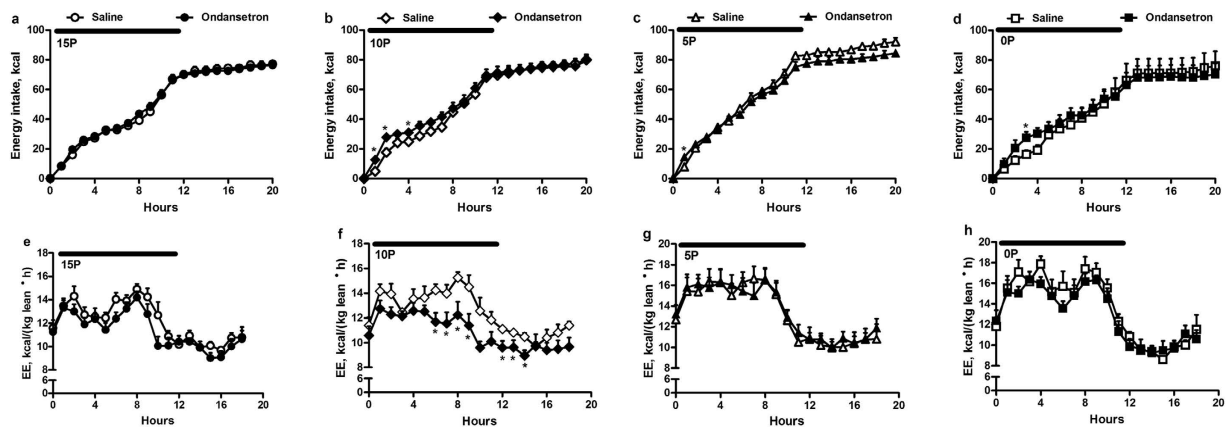 a Saline Ondansetron
15P
Energy intake, kcal
100
80
60
40
20
0
0 4 8 12 16 20
Hours
b Saline Ondansetron
10P
Energy intake, kcal
100
80
60
40
20
0
* * *
0 4 8 12 16 20
Hours
c Saline Ondansetron
5P
Energy intake, kcal
100
80
60
40
20
0
*
0 4 8 12 16 20
Hours
d Saline Ondansetron
0P
Energy intake, kcal
100
80
60
40
20
0
*
0 4 8 12 16 20
Hours
e
15P
EE, kcal/(kg lean * h)
18
16
14
12
10
8
6
0
0 4 8 12 16 20
Hours
f
10P
EE, kcal/(kg lean * h)
18
16
14
12
10
8
6
0
* * * * * * *
0 4 8 12 16 20
Hours
g
5P
EE, kcal/(kg lean * h)
20
18
16
14
12
10
8
6
0
0 4 8 12 16 20
Hours
h
0P
EE, kcal/(kg lean * h)
20
18
16
14
12
10
8
6
0
0 4 8 12 16 20
Hours